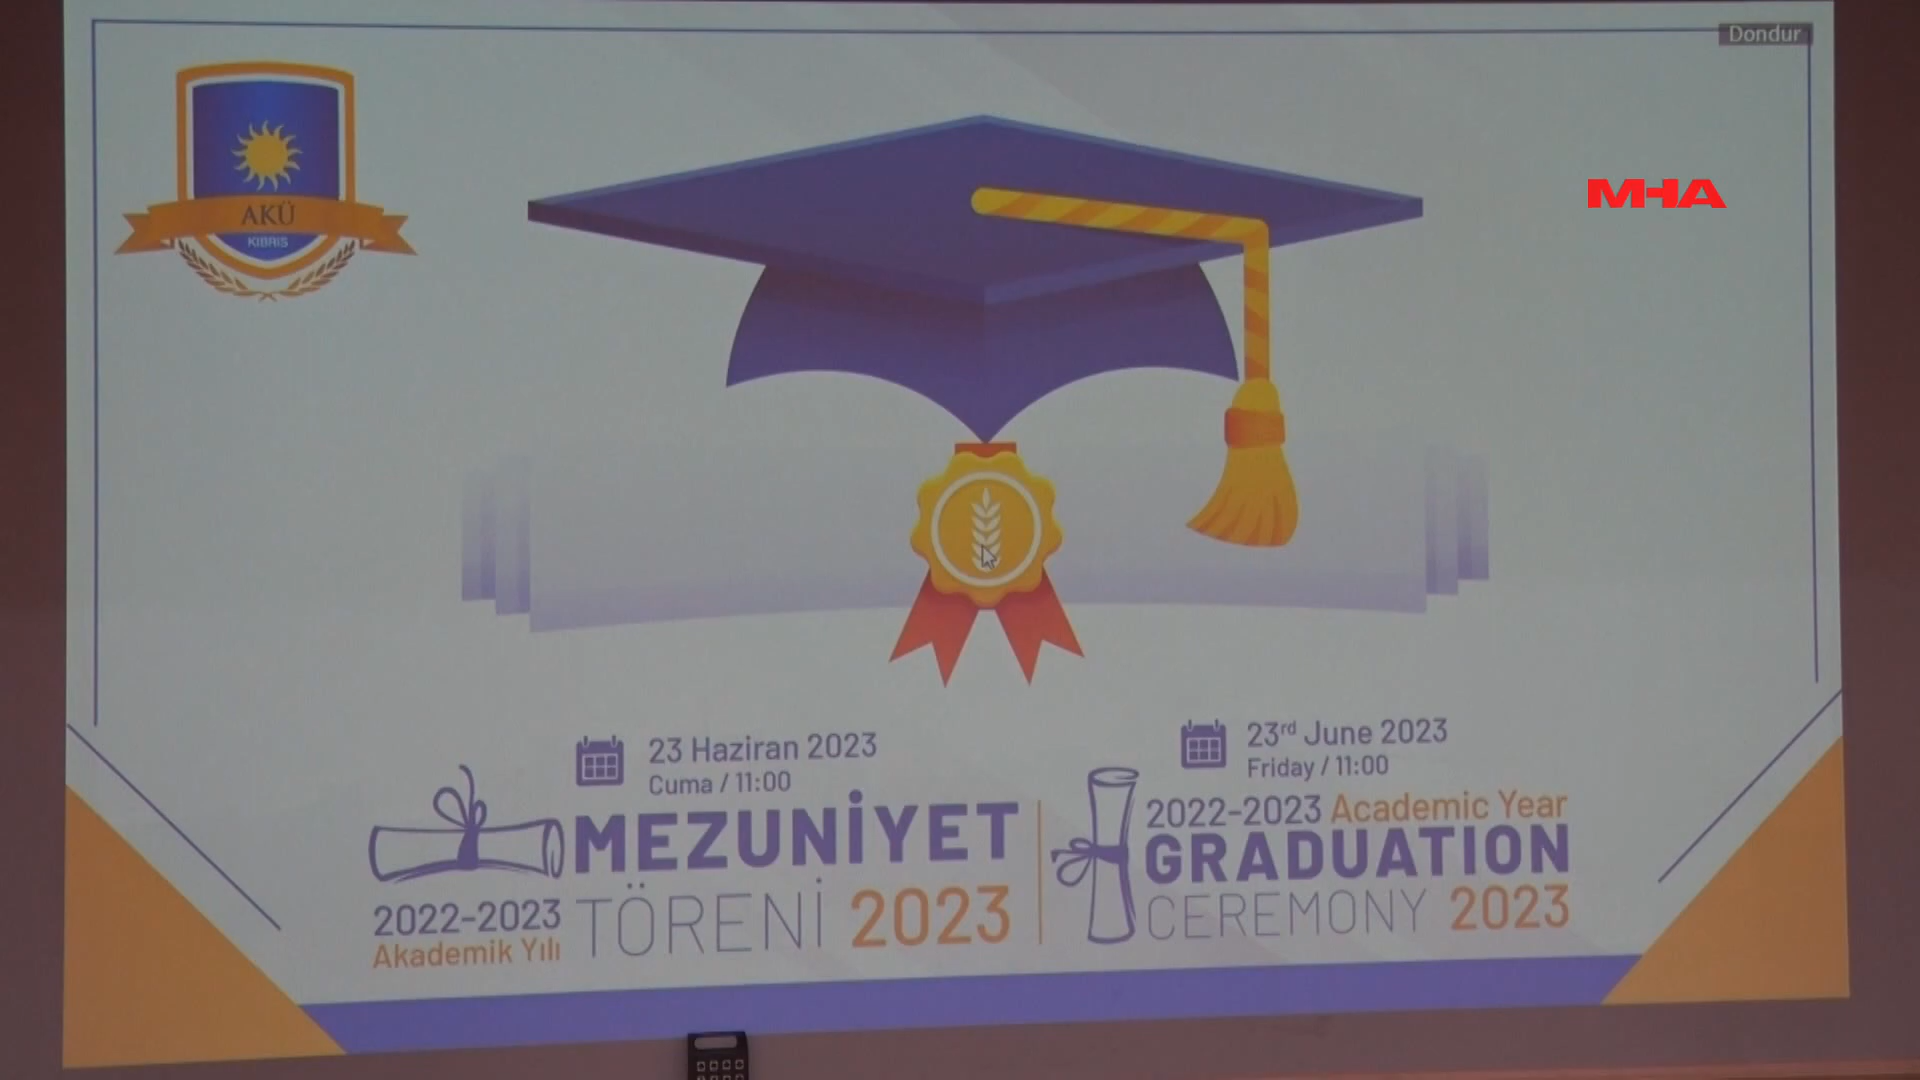 Dondur
AKÜ
KIBRIS
MHA
23 Haziran 2023
Cuma / 11:00
MEZUNİYET
TÖRENİ 2023
2022-2023
Akademik Yılı
23rd June 2023
Friday / 11:00
2022-2023 Academic Year
GRADUATION
CEREMONY 2023